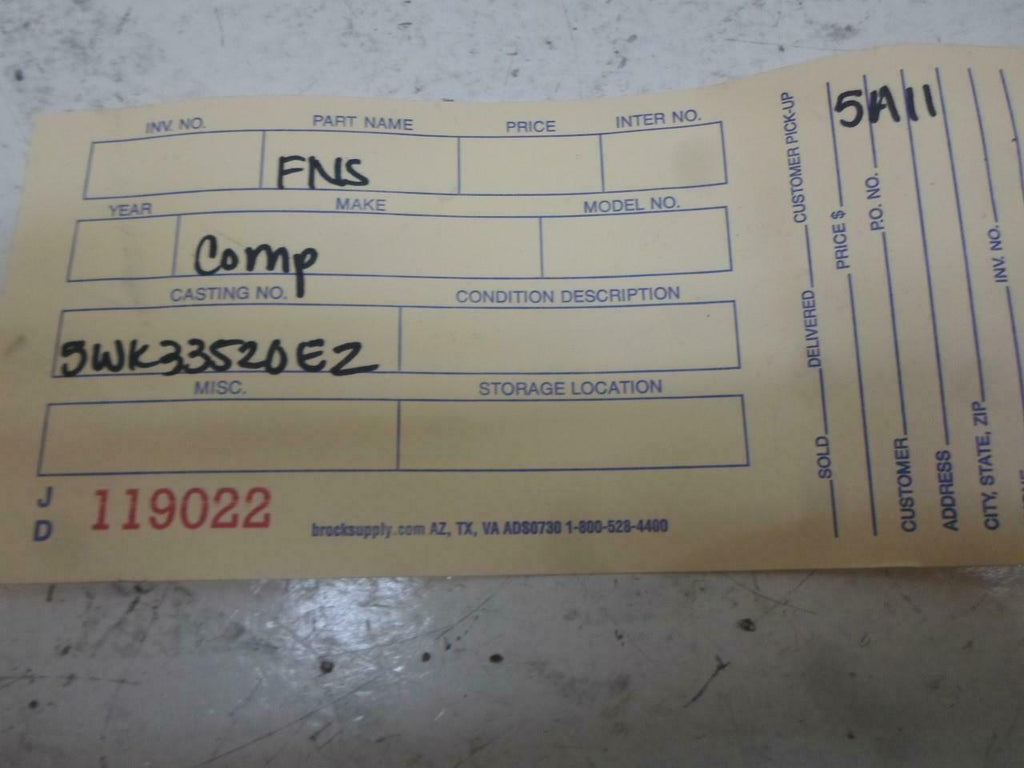 INV. NO. PART NAME PRICE INTER NO.
FNS
YEAR MAKE MODEL NO.
Comp
CASTING NO. CONDITION DESCRIPTION
5WK33520EZ
MISC. STORAGE LOCATION
J
D
119022
brocksupply.com AZ, TX, VA ADS0730 1-800-528-4400
SOLD DELIVERED CUSTOMER PICK-UP
PRICE $
P.O. NO.
5A11
CUSTOMER
ADDRESS
CITY, STATE, ZIP INV. NO.